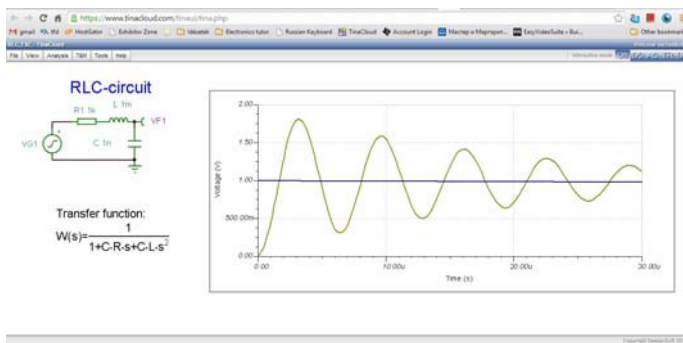 https://www.tinacloud.com/tinaui/tina.php
gmail
HostGator
Exhibitor Zone
Electronics tutor
Russian Keyboard
TinaCloud
Account Login
EasyVideoSuite
Other bookmark
File View Analysis T&M Tools Help
RLC-circuit
R1 1k
L 1m
VF1
VG1
C 1n
Transfer function:
W(s)=
1
1+C·R·s+C·L·s²
Voltage (V)
2.00
1.50
1.00
500.00m
0.00
0.00 10.00u 20.00u 30.00u
Time (s)